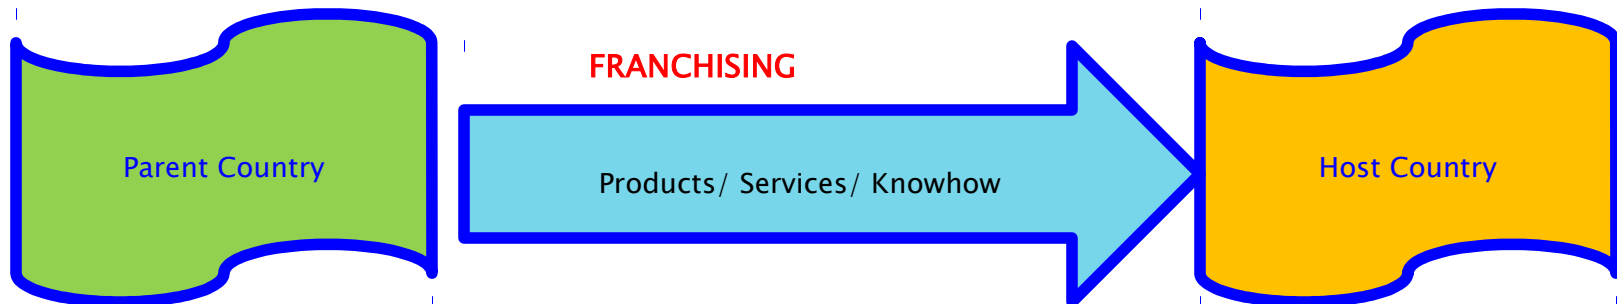 FRANCHISING
Parent Country
Products/ Services/ Knowhow
Host Country